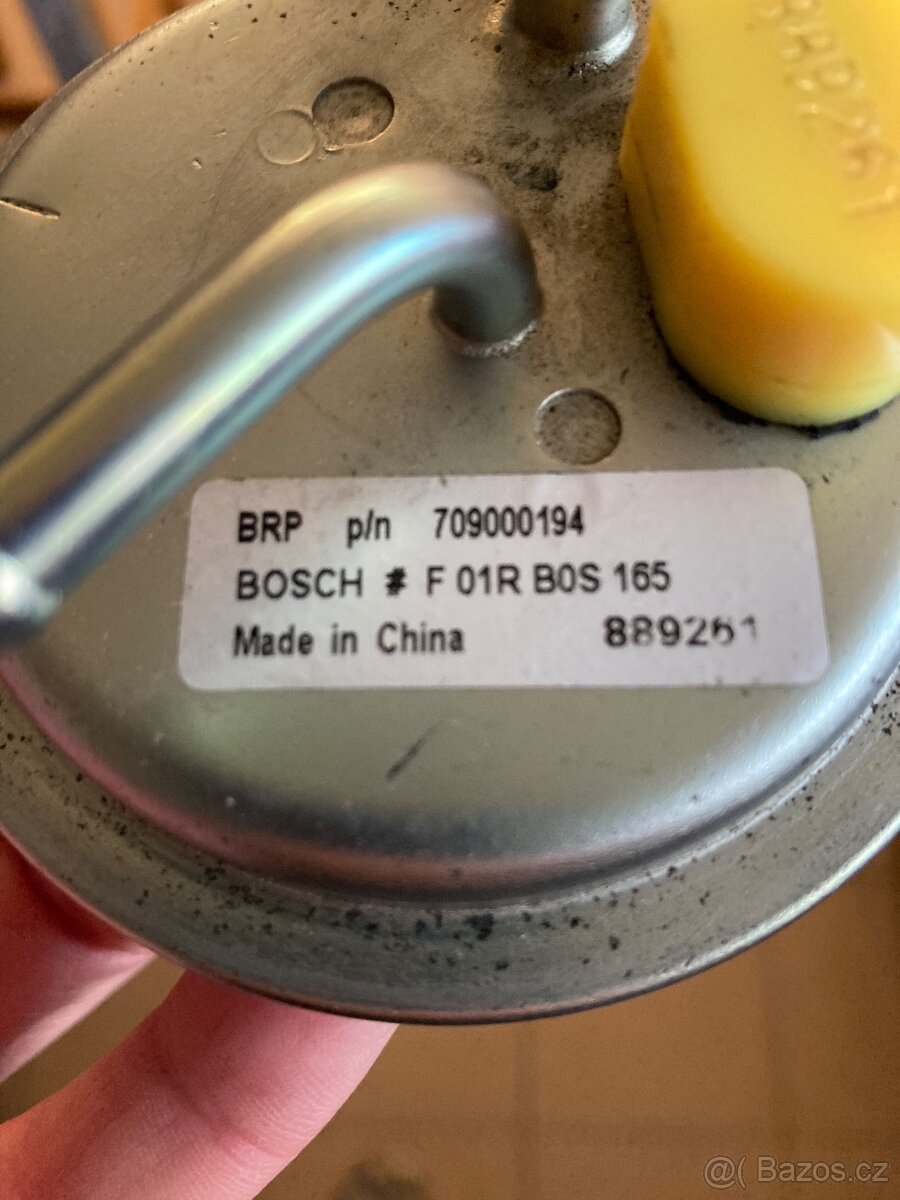 BRP p/n 709000194
BOSCH # F 01R B0S 165
Made in China 889261
@( Bazos.cz